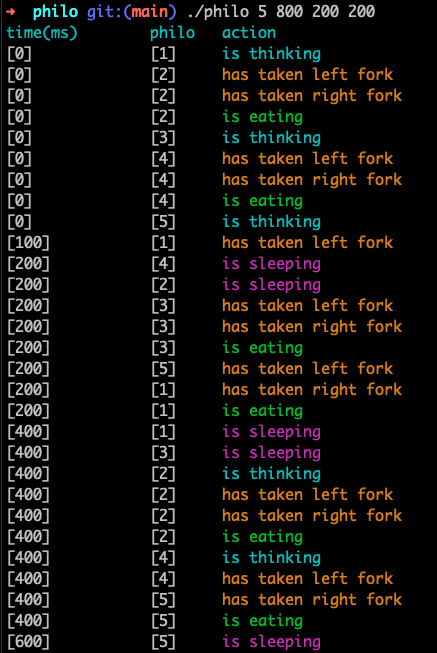 → philo git:(main) ./philo 5 800 200 200
time(ms) philo action
[0] [1] is thinking
[0] [2] has taken left fork
[0] [2] has taken right fork
[0] [2] is eating
[0] [3] is thinking
[0] [4] has taken left fork
[0] [4] has taken right fork
[0] [4] is eating
[0] [5] is thinking
[100] [1] has taken left fork
[200] [4] is sleeping
[200] [2] is sleeping
[200] [3] has taken left fork
[200] [3] has taken right fork
[200] [3] is eating
[200] [5] has taken left fork
[200] [1] has taken right fork
[200] [1] is eating
[400] [1] is sleeping
[400] [3] is sleeping
[400] [2] is thinking
[400] [2] has taken left fork
[400] [2] has taken right fork
[400] [2] is eating
[400] [4] is thinking
[400] [4] has taken left fork
[400] [5] has taken right fork
[400] [5] is eating
[600] [5] is sleeping